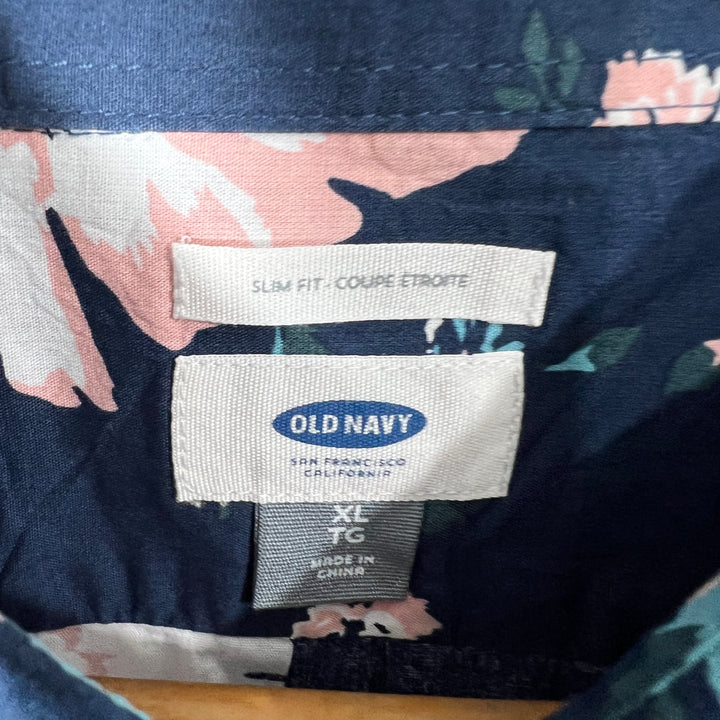 SLIM FIT - COUPE ETROITE
OLD NAVY
SAN FRANCISCO
CALIFORNIA
XL
TG
MADE IN
CHINA